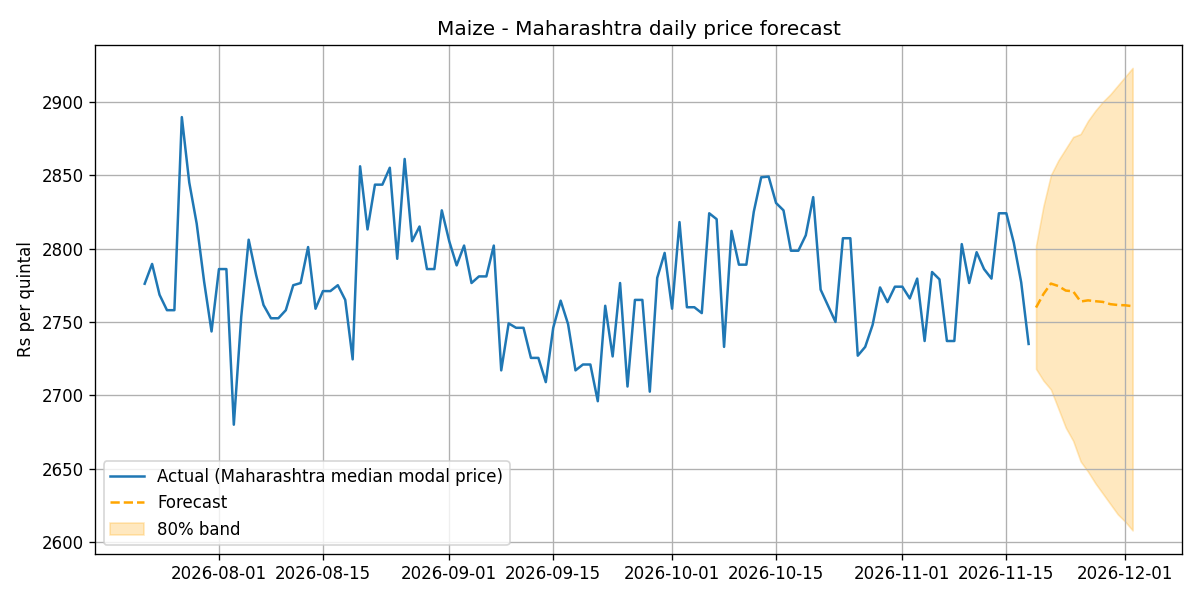 Maize - Maharashtra daily price forecast
Rs per quintal
2900
2850
2800
2750
2700
2650
2600
Actual (Maharashtra median modal price)
Forecast
80% band
2026-08-01 2026-08-15 2026-09-01 2026-09-15 2026-10-01 2026-10-15 2026-11-01 2026-11-15 2026-12-01